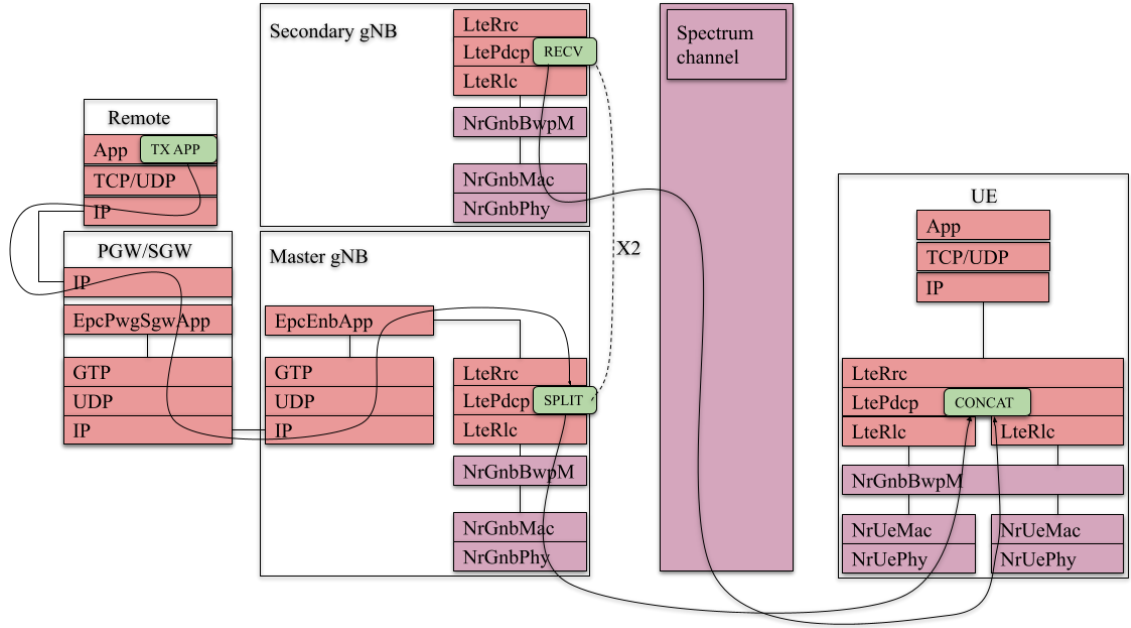 Remote
App
TX APP
TCP/UDP
IP
PGW/SGW
IP
EpcPwgSgwApp
GTP
UDP
IP
Secondary gNB
LteRrc
LtePdcp
RECV
LteRlc
NrGnbBwpM
NrGnbMac
NrGnbPhy
Master gNB
EpcEnbApp
GTP
UDP
IP
LteRrc
LtePdcp
SPLIT
LteRlc
NrGnbBwpM
NrGnbMac
NrGnbPhy
X2
Spectrum
channel
UE
App
TCP/UDP
IP
LteRrc
LtePdcp
CONCAT
LteRlc
LteRlc
NrGnbBwpM
NrUeMac
NrUePhy
NrUeMac
NrUePhy